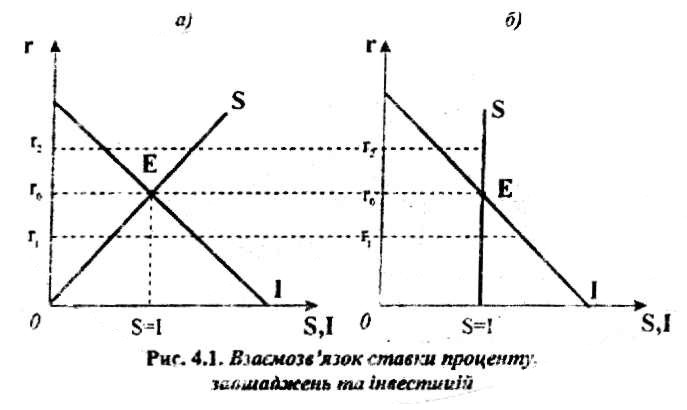 а) б)
r r
S S
r₂ r₂
E
r₀ r₀ E
r₁ r₁
I I
0 S=I S,I 0 S=I S,I
Рис. 4.1. Взаємозв'язок ставки проценту,
заощаджень та інвестицій